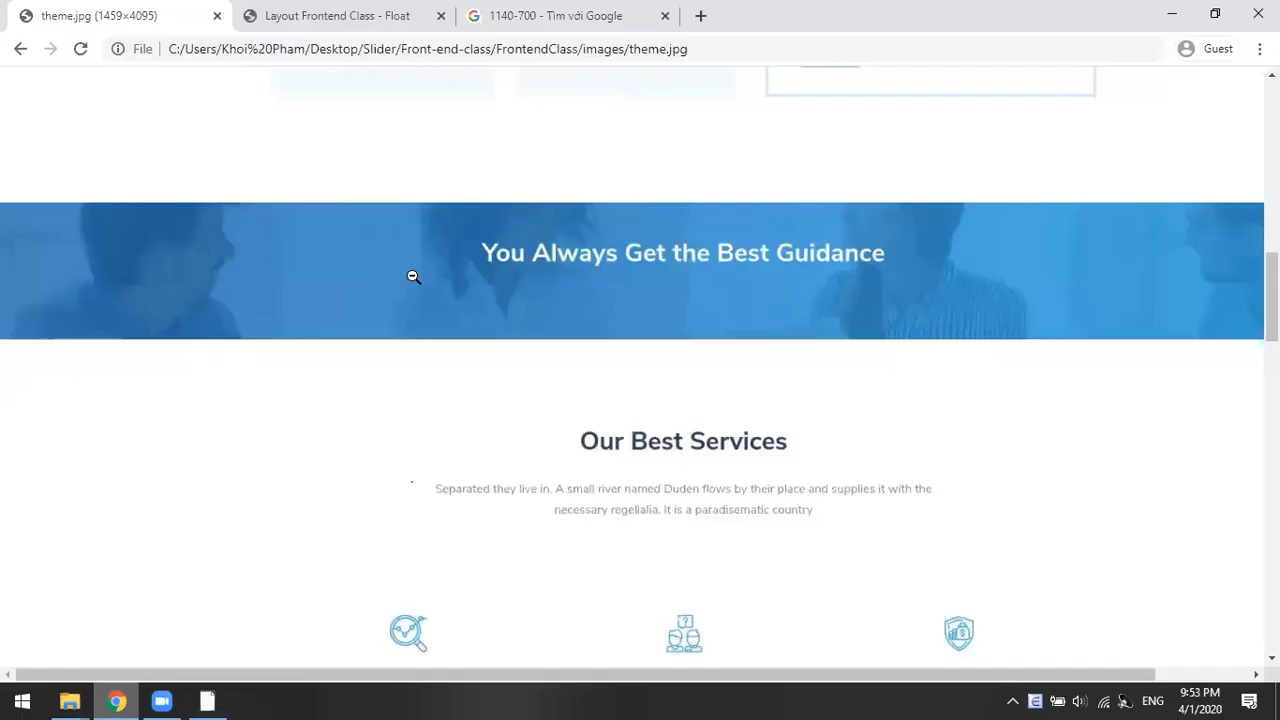 theme.jpg (1459×4095)
Layout Frontend Class - Float
1140-700 - Tìm với Google
File
C:/Users/Khoi%20Pham/Desktop/Slider/Front-end-class/FrontendClass/images/theme.jpg
Guest
You Always Get the Best Guidance
Our Best Services
Separated they live in. A small river named Duden flows by their place and supplies it with the
necessary regelialia. It is a paradisematic country
ENG
9:53 PM
4/1/2020